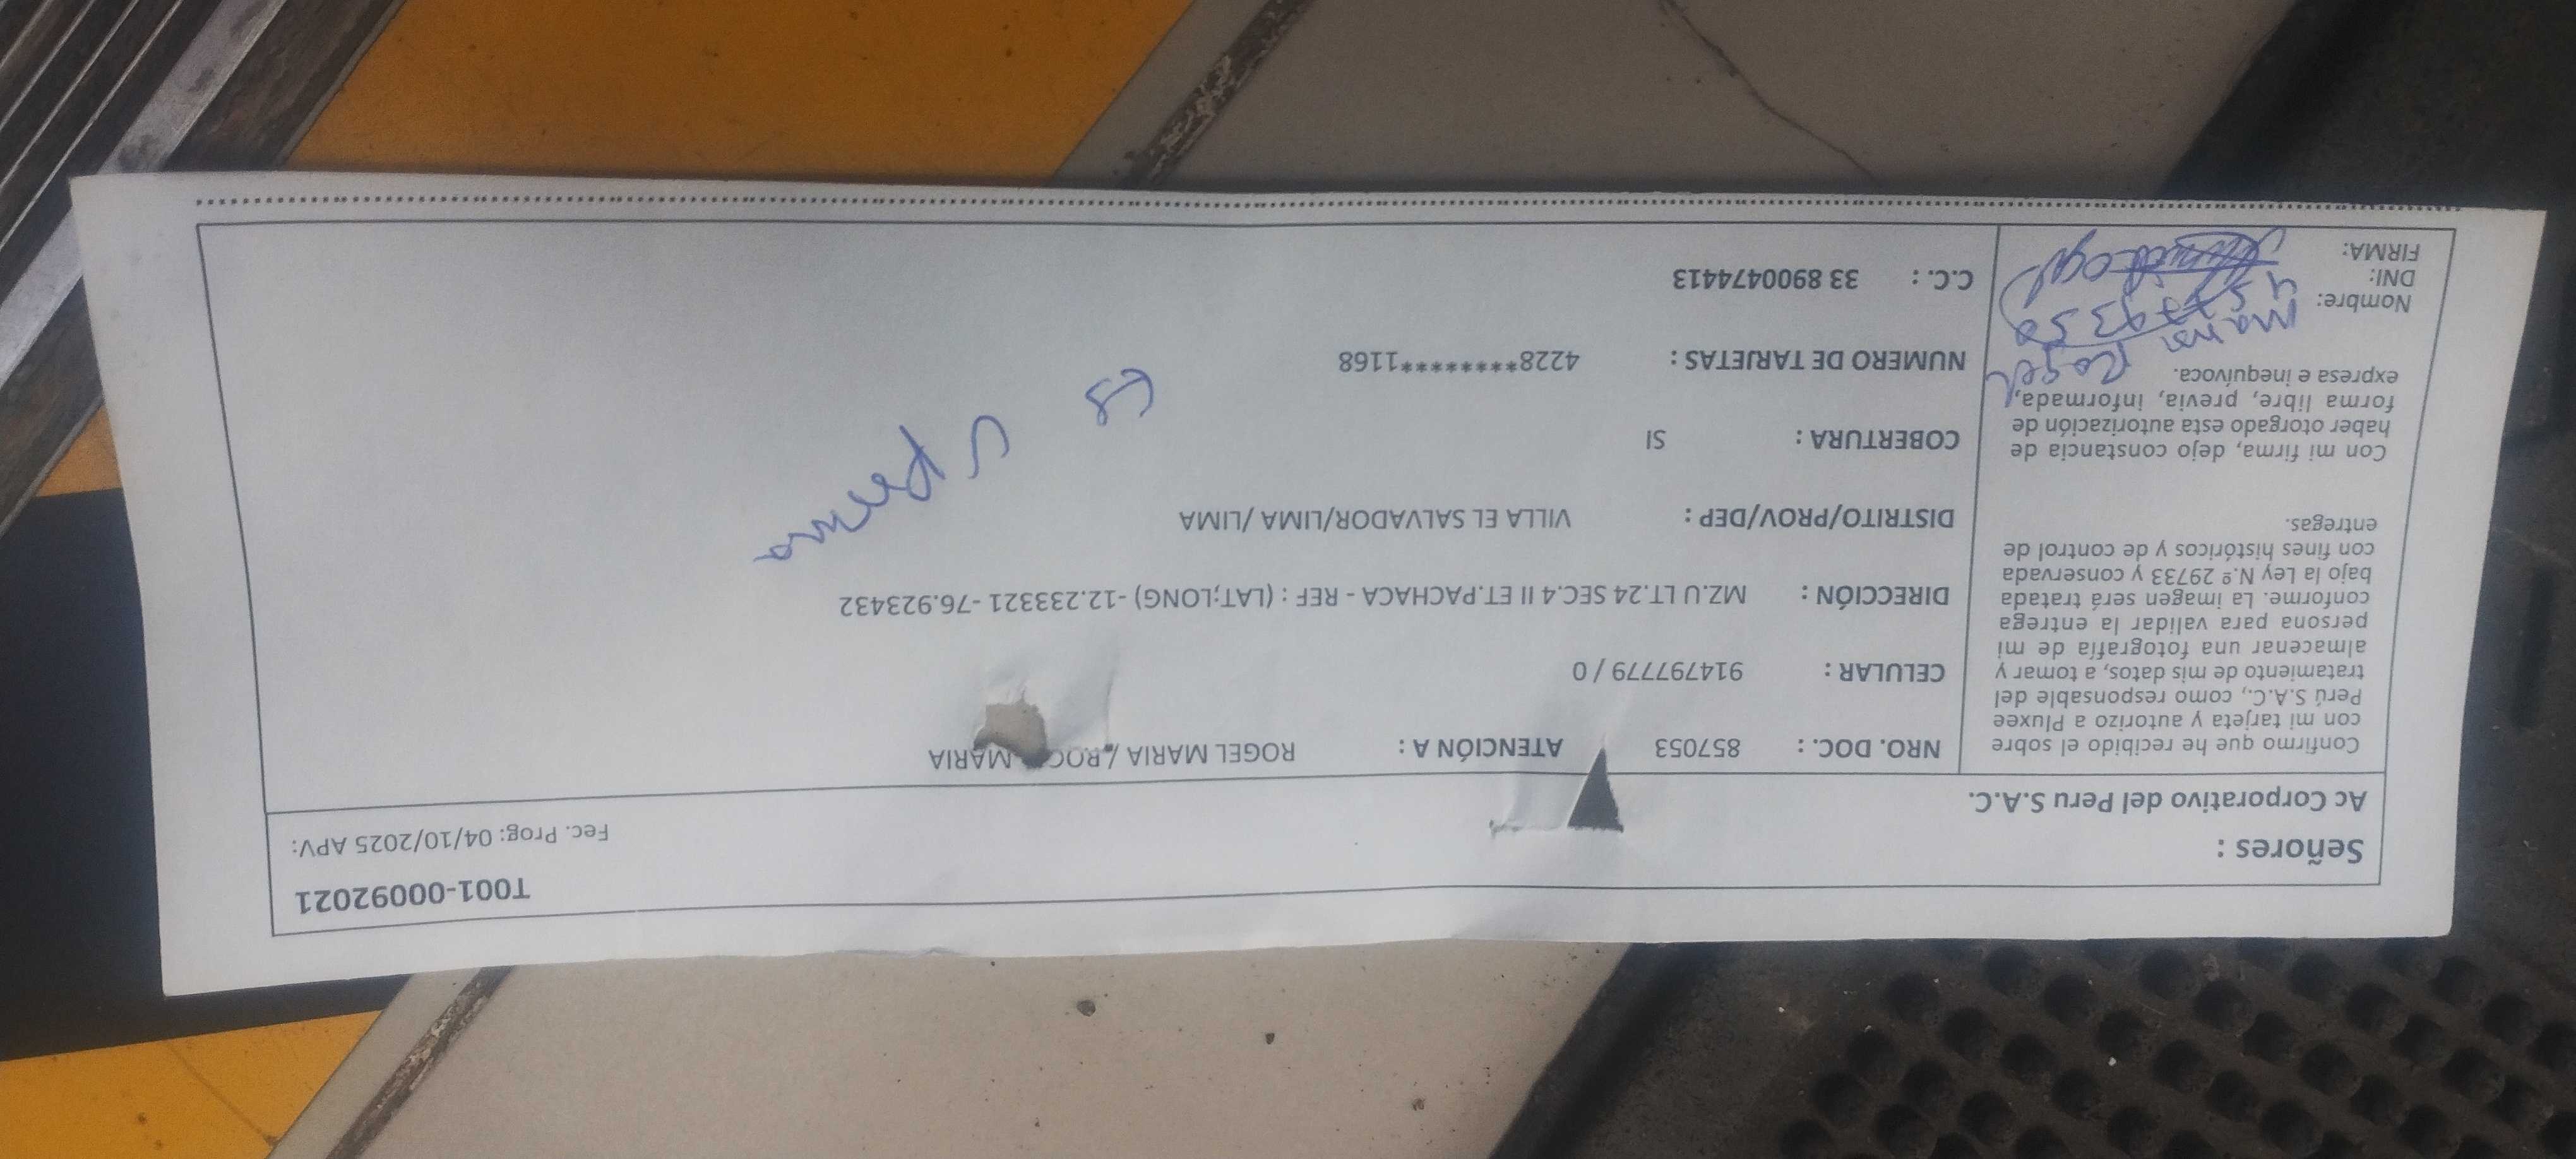 Señores :
T001-00092021
Ac Corporativo del Peru S.A.C.
Fec. Prog: 04/10/2025 APV:
Confirmo que he recibido el sobre
con mi tarjeta y autorizo a Pluxee
Perú S.A.C., como responsable del
tratamiento de mis datos, a tomar y
almacenar una fotografía de mi
persona para validar la entrega
conforme. La imagen será tratada
bajo la Ley N.º 29733 y conservada
con fines históricos y de control de
entregas.
Con mi firma, dejo constancia de
haber otorgado esta autorización de
forma libre, previa, informada,
expresa e inequívoca.
Nombre: Maria Rogel
DNI:
FIRMA:
NRO. DOC. : 857053 ATENCIÓN A : ROGEL MARIA / MARIA
CELULAR : 914797779 / 0
DIRECCIÓN : MZ.U LT.24 SEC.4 II ET.PACHACA - REF : (LAT;LONG) -12.233321 -76.923432
DISTRITO/PROV/DEP : VILLA EL SALVADOR/LIMA /LIMA
COBERTURA : SI
NUMERO DE TARJETAS : 4228*********1168
C.C. : 33 8900474413